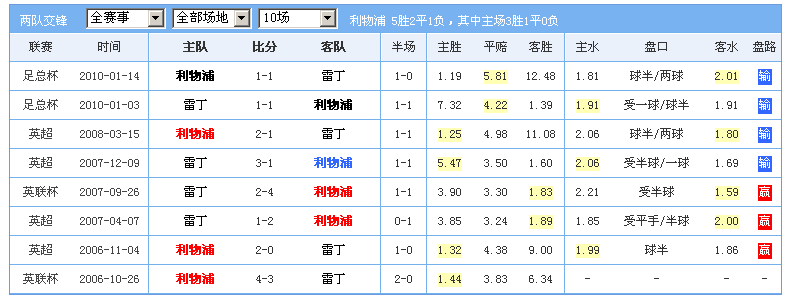 两队交锋 全赛事 全部场地 10场 利物浦 5胜2平1负，其中主场3胜1平0负
联赛 时间 主队 比分 客队 半场 主胜 平赔 客胜 主水 盘口 客水 盘路
足总杯 2010-01-14 利物浦 1-1 雷丁 1-0 1.19 5.81 12.48 1.81 球半/两球 2.01 输
足总杯 2010-01-03 雷丁 1-1 利物浦 1-1 7.32 4.22 1.39 1.91 受一球/球半 1.91 输
英超 2008-03-15 利物浦 2-1 雷丁 1-1 1.25 4.98 11.08 2.06 球半/两球 1.80 输
英超 2007-12-09 雷丁 3-1 利物浦 1-1 5.47 3.50 1.60 2.06 受半球/一球 1.69 输
英联杯 2007-09-26 雷丁 2-4 利物浦 1-1 3.90 3.30 1.83 2.21 受半球 1.59 赢
英超 2007-04-07 雷丁 1-2 利物浦 0-1 3.85 3.24 1.89 1.85 受平手/半球 2.00 赢
英超 2006-11-04 利物浦 2-0 雷丁 1-0 1.32 4.38 9.00 1.99 球半 1.86 赢
英联杯 2006-10-26 利物浦 4-3 雷丁 2-0 1.44 3.83 6.34 - - - -